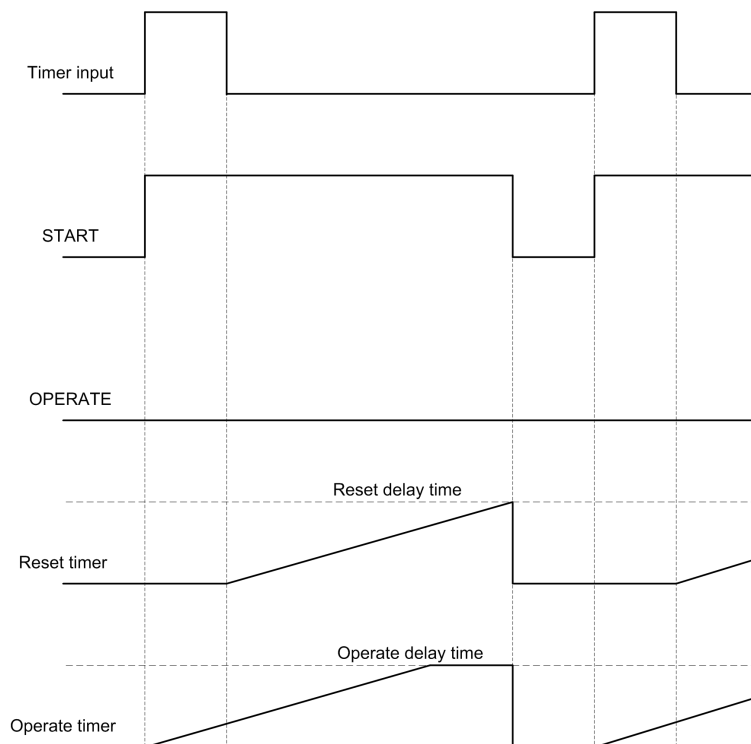 Timer input
START
OPERATE
Reset delay time
Reset timer
Operate delay time
Operate timer